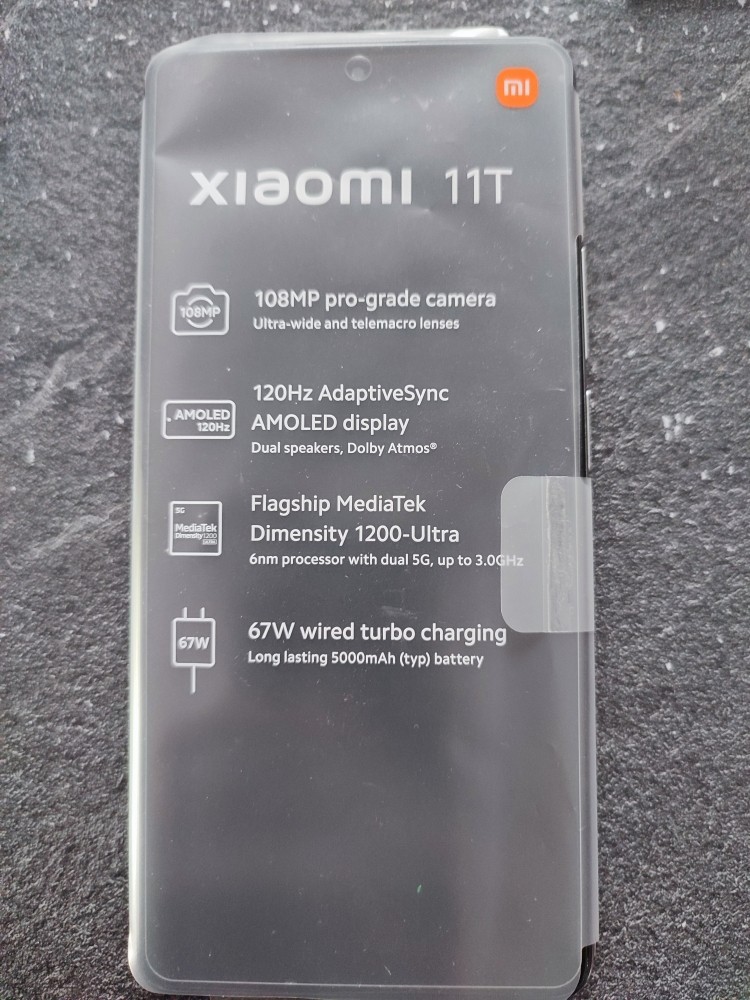 mi
xiaomi 11T
108MP
108MP pro-grade camera
Ultra-wide and telemacro lenses
AMOLED
120Hz
120Hz AdaptiveSync
AMOLED display
Dual speakers, Dolby Atmos®
5G
MediaTek
Dimensity 1200
Flagship MediaTek
Dimensity 1200-Ultra
6nm processor with dual 5G, up to 3.0GHz
67W
67W wired turbo charging
Long lasting 5000mAh (typ) battery